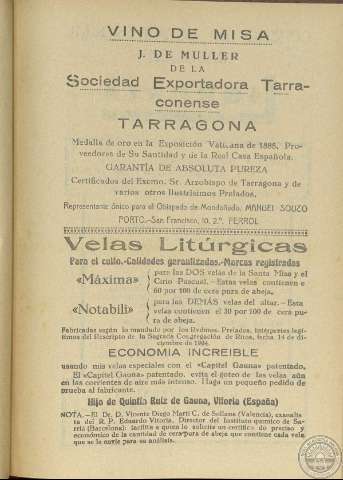 VINO DE MISA
J. DE MULLER
DE LA
Sociedad Exportadora Tarra-
conense
TARRAGONA
Medalla de oro en la Exposición Vaticana de 1888, Pro-
veedores de Su Santidad y de la Real Casa Española.
GARANTÍA DE ABSOLUTA PUREZA
Certificados del Excmo. Sr. Arzobispo de Tarragona y de
varios otros Ilustrísimos Prelados.
Representante único para el Obispado de Mondoñedo, MANUEL SOUZO
PORTO.-San Francisco, 10, 2.º, FERROL
Velas Litúrgicas
Para el culto.-Calidades garantizadas.-Marcas registradas
«Máxima» para las DOS velas de la Santa Misa y el
Cirio Pascual.-Estas velas contienen e
60 por 100 de cera pura de abeja.
«Notabili» para las DEMÁS velas del altar.-Esta
velas contienen el 30 por 100 de cera pu-
ra de abeja.
Fabricadas según lo mandado por los Rvdmos. Prelados, intérpretes legí-
timos del Rescripto de la Sagrada Congregación de Ritos, fecha 14 de di-
ciembre de 1904.
ECONOMIA INCREIBLE
usando mis velas especiales con el «Capitel Gauna» patentado,
El «Capitel Gauna» patentado, evita el goteo de las velas aún
en las corrientes de aire más intenso. Haga un pequeño pedido de
prueba al fabricante.
Hijo de Quintín Ruiz de Gauna, Vitoria (España)
NOTA.-El Dr. D. Vicente Diego Martí C. de Sollana (Valencia), exanalis
ta del R. P. Eduardo Vitoria, Director del Instituto químico de Sa-
rriá (Barcelona); facilita a quien lo solicite un certifico de preciso y
económico de la cantidad de cera pura de abeja que contiene cada vela
que se le envíe para su análisis.